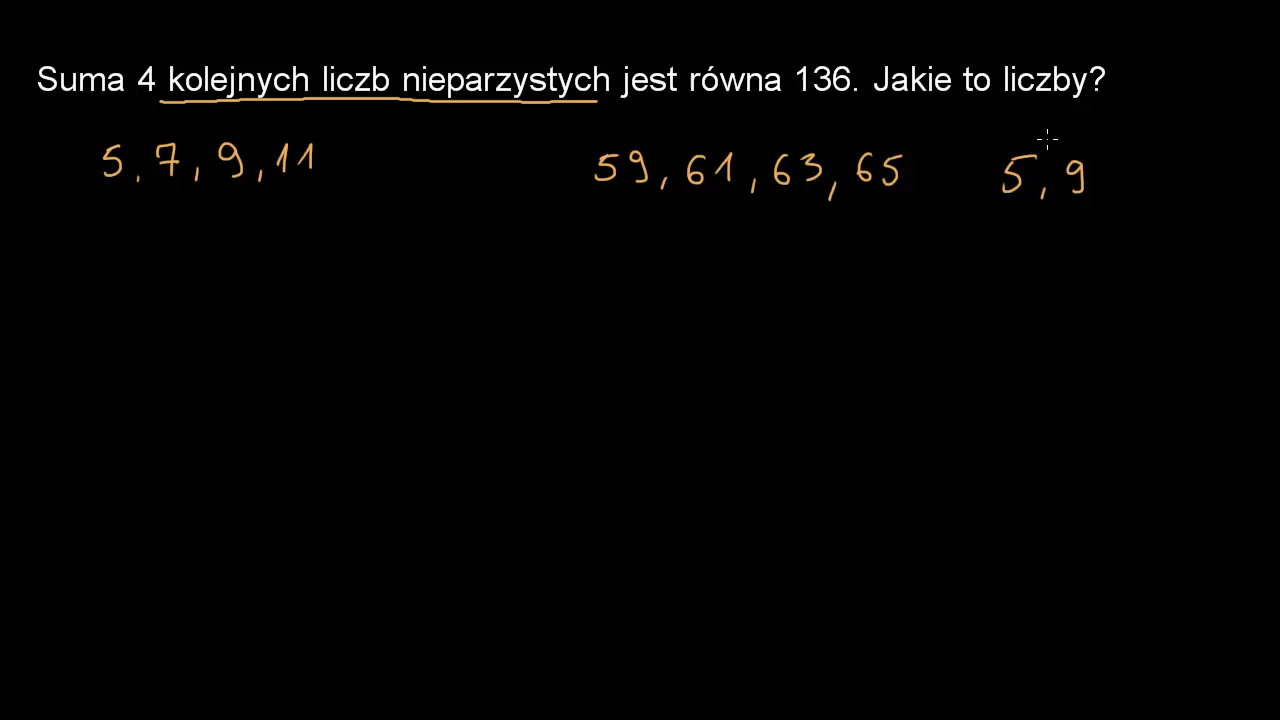 Suma 4 kolejnych liczb nieparzystych jest równa 136. Jakie to liczby?
5, 7, 9, 11 59, 61, 63, 65 5, 9